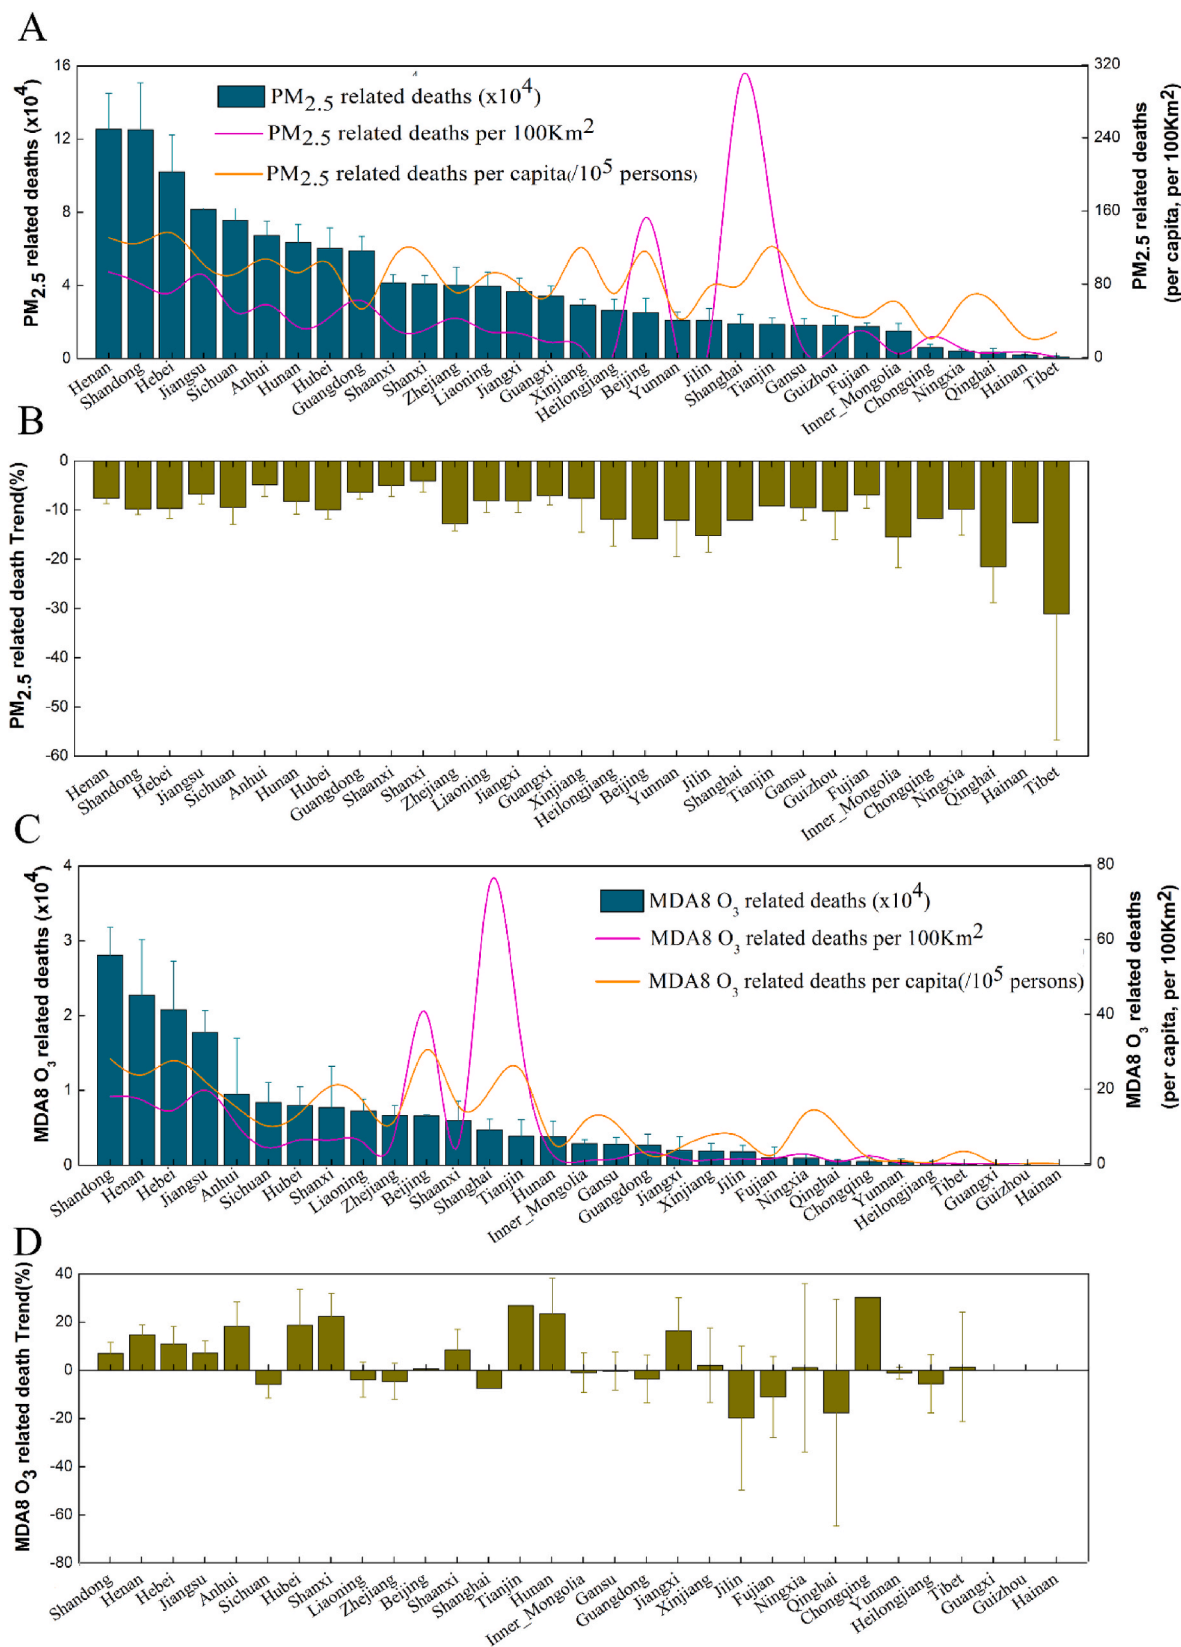 A
PM2.5 related deaths (x10^4)
16
12
8
4
0
PM2.5 related deaths (x10^4)
PM2.5 related deaths per 100Km2
PM2.5 related deaths per capita(/10^5 persons)
320
240
160
80
0
PM2.5 related deaths
(per capita, per 100Km2)
Henan Shandong Hebei Jiangsu Sichuan Anhui Hunan Hubei Guangdong Shaanxi Shanxi Zhejiang Liaoning Jiangxi Guangxi Xinjiang Heilongjiang Beijing Yunnan Jilin Shanghai Tianjin Gansu Guizhou Fujian Inner_Mongolia Chongqing Ningxia Qinghai Hainan Tibet
B
PM2.5 related death Trend(%)
0
-10
-20
-30
-40
-50
-60
Henan Shandong Hebei Jiangsu Sichuan Anhui Hunan Hubei Guangdong Shaanxi Shanxi Zhejiang Liaoning Jiangxi Guangxi Xinjiang Heilongjiang Beijing Yunnan Jilin Shanghai Tianjin Gansu Guizhou Fujian Inner_Mongolia Chongqing Ningxia Qinghai Hainan Tibet
C
MDA8 O3 related deaths (x10^4)
4
3
2
1
0
MDA8 O3 related deaths (x10^4)
MDA8 O3 related deaths per 100Km2
MDA8 O3 related deaths per capita(/10^5 persons)
80
60
40
20
0
MDA8 O3 related deaths
(per capita, per 100Km2)
Shandong Henan Hebei Jiangsu Anhui Sichuan Hubei Shanxi Liaoning Zhejiang Beijing Shaanxi Shanghai Tianjin Hunan Inner_Mongolia Gansu Guangdong Jiangxi Xinjiang Jilin Fujian Ningxia Qinghai Chongqing Yunnan Heilongjiang Tibet Guangxi Guizhou Hainan
D
MDA8 O3 related death Trend(%)
40
20
0
-20
-40
-60
-80
Shandong Henan Hebei Jiangsu Anhui Sichuan Hubei Shanxi Liaoning Zhejiang Beijing Shaanxi Shanghai Tianjin Hunan Inner_Mongolia Gansu Guangdong Jiangxi Xinjiang Jilin Fujian Ningxia Qinghai Chongqing Yunnan Heilongjiang Tibet Guangxi Guizhou Hainan